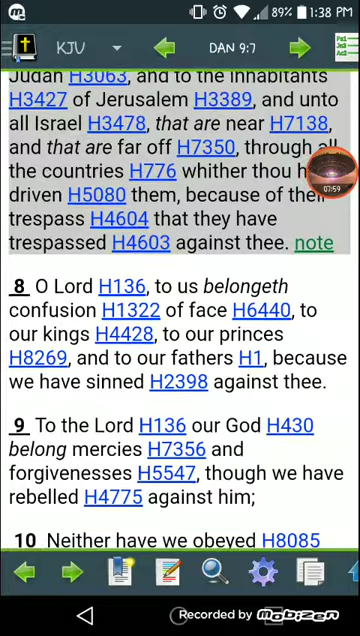 89% 1:38 PM
KJV DAN 9:7
Judah H3063, and to the inhabitants
H3427 of Jerusalem H3389, and unto
all Israel H3478, that are near H7138,
and that are far off H7350, through all
the countries H776 whither thou h
driven H5080 them, because of their
trespass H4604 that they have
trespassed H4603 against thee. note
07:59
8 O Lord H136, to us belongeth
confusion H1322 of face H6440, to
our kings H4428, to our princes
H8269, and to our fathers H1, because
we have sinned H2398 against thee.
9 To the Lord H136 our God H430
belong mercies H7356 and
forgivenesses H5547, though we have
rebelled H4775 against him;
10 Neither have we obeyed H8085
Recorded by mobizen